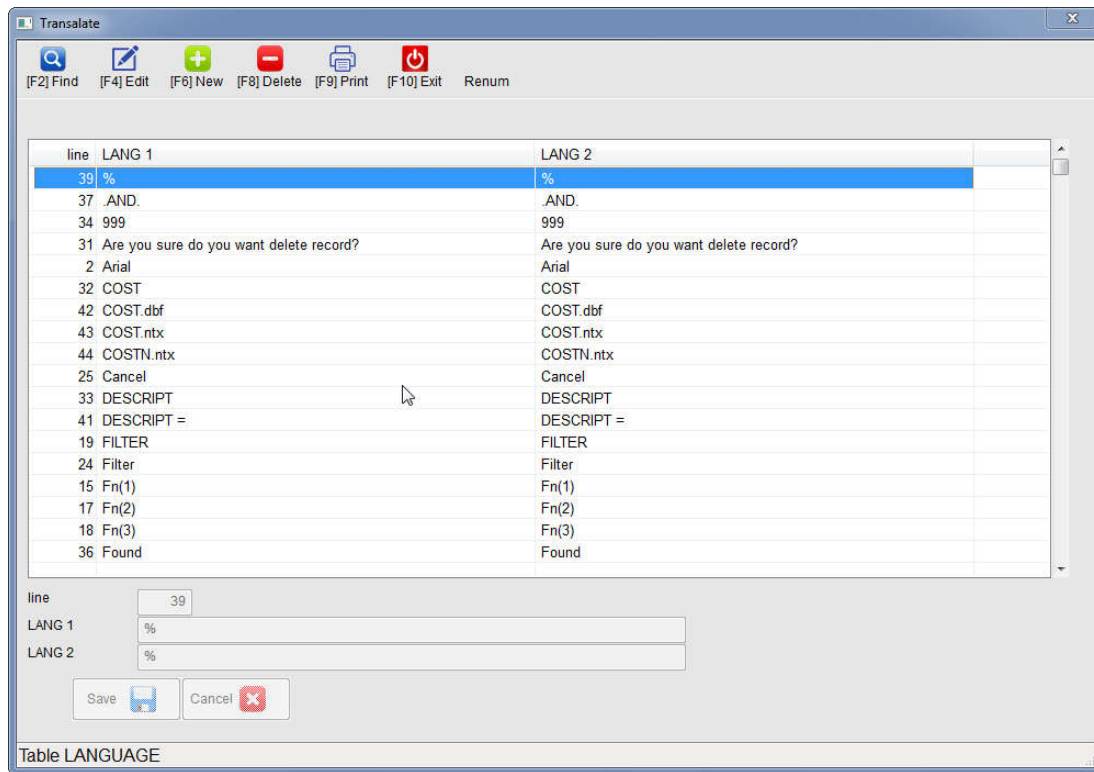 Transalate
[F2] Find [F4] Edit [F6] New [F8] Delete [F9] Print [F10] Exit Renum
line LANG 1 LANG 2
39 % %
37 .AND. .AND.
34 999 999
31 Are you sure do you want delete record? Are you sure do you want delete record?
2 Arial Arial
32 COST COST
42 COST.dbf COST.dbf
43 COST.ntx COST.ntx
44 COSTN.ntx COSTN.ntx
25 Cancel Cancel
33 DESCRIPT DESCRIPT
41 DESCRIPT = DESCRIPT =
19 FILTER FILTER
24 Filter Filter
15 Fn(1) Fn(1)
17 Fn(2) Fn(2)
18 Fn(3) Fn(3)
36 Found Found
line 39
LANG 1 %
LANG 2 %
Save Cancel
Table LANGUAGE